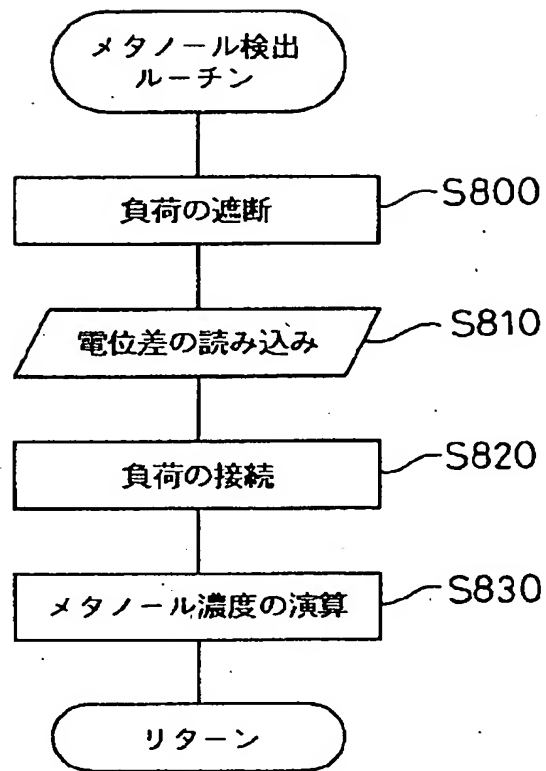 メタノール検出
ルーチン
負荷の遮断
S800
電位差の読み込み
S810
負荷の接続
S820
メタノール濃度の演算
S830
リターン